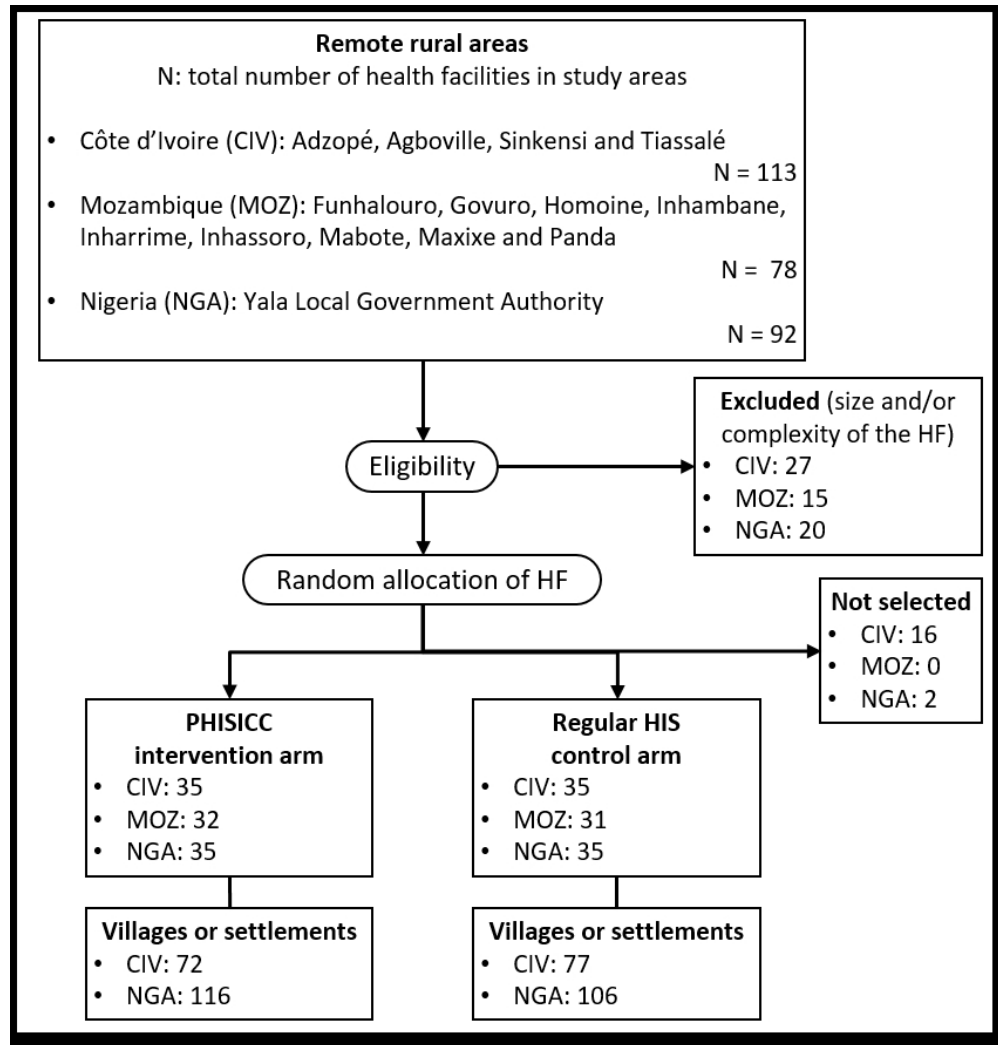 Remote rural areas
N: total number of health facilities in study areas
• Côte d’Ivoire (CIV): Adzopé, Agboville, Sinkensi and Tiassalé
N = 113
• Mozambique (MOZ): Funhalouro, Govuro, Homoine, Inhambane,
Inharrime, Inhassoro, Mabote, Maxixe and Panda
N = 78
• Nigeria (NGA): Yala Local Government Authority
N = 92
Eligibility
Excluded (size and/or
complexity of the HF)
• CIV: 27
• MOZ: 15
• NGA: 20
Random allocation of HF
Not selected
• CIV: 16
• MOZ: 0
• NGA: 2
PHISICC
intervention arm
• CIV: 35
• MOZ: 32
• NGA: 35
Regular HIS
control arm
• CIV: 35
• MOZ: 31
• NGA: 35
Villages or settlements
• CIV: 72
• NGA: 116
Villages or settlements
• CIV: 77
• NGA: 106